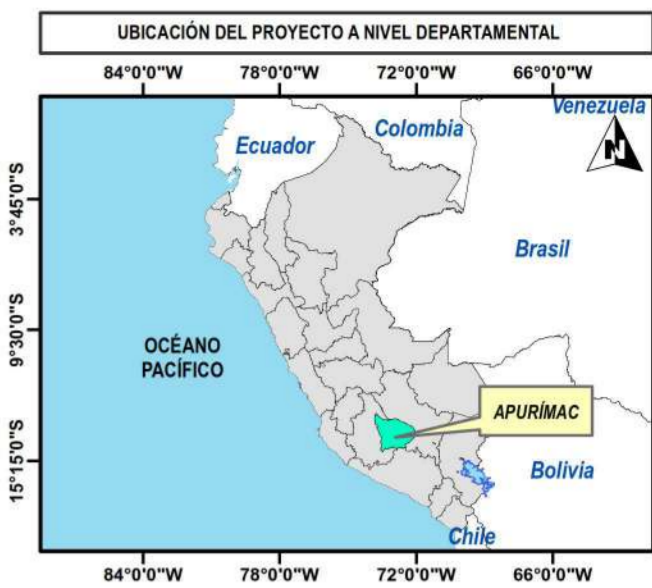 UBICACIÓN DEL PROYECTO A NIVEL DEPARTAMENTAL
84°0'0"W 78°0'0"W 72°0'0"W 66°0'0"W
Venezuela
Colombia
Ecuador
N
3°45'0"S
Brasil
9°30'0"S
OCÉANO
PACÍFICO
APURÍMAC
15°15'0"S
Bolivia
Chile
84°0'0"W 78°0'0"W 72°0'0"W 66°0'0"W